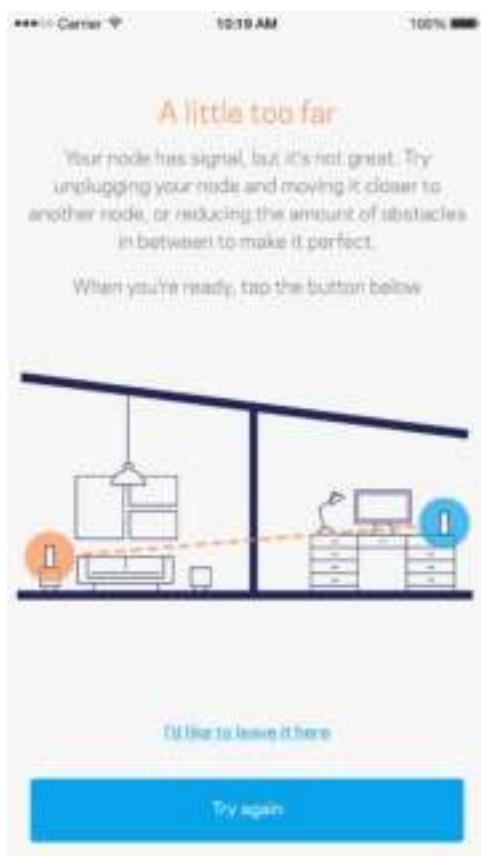 Carrier 10:19 AM 100%
A little too far
Your node has signal, but it's not great. Try
unplugging your node and moving it closer to
another node, or reducing the amount of obstacles
in between to make it perfect.
When you're ready, tap the button below
I'd like to leave it here
Try again